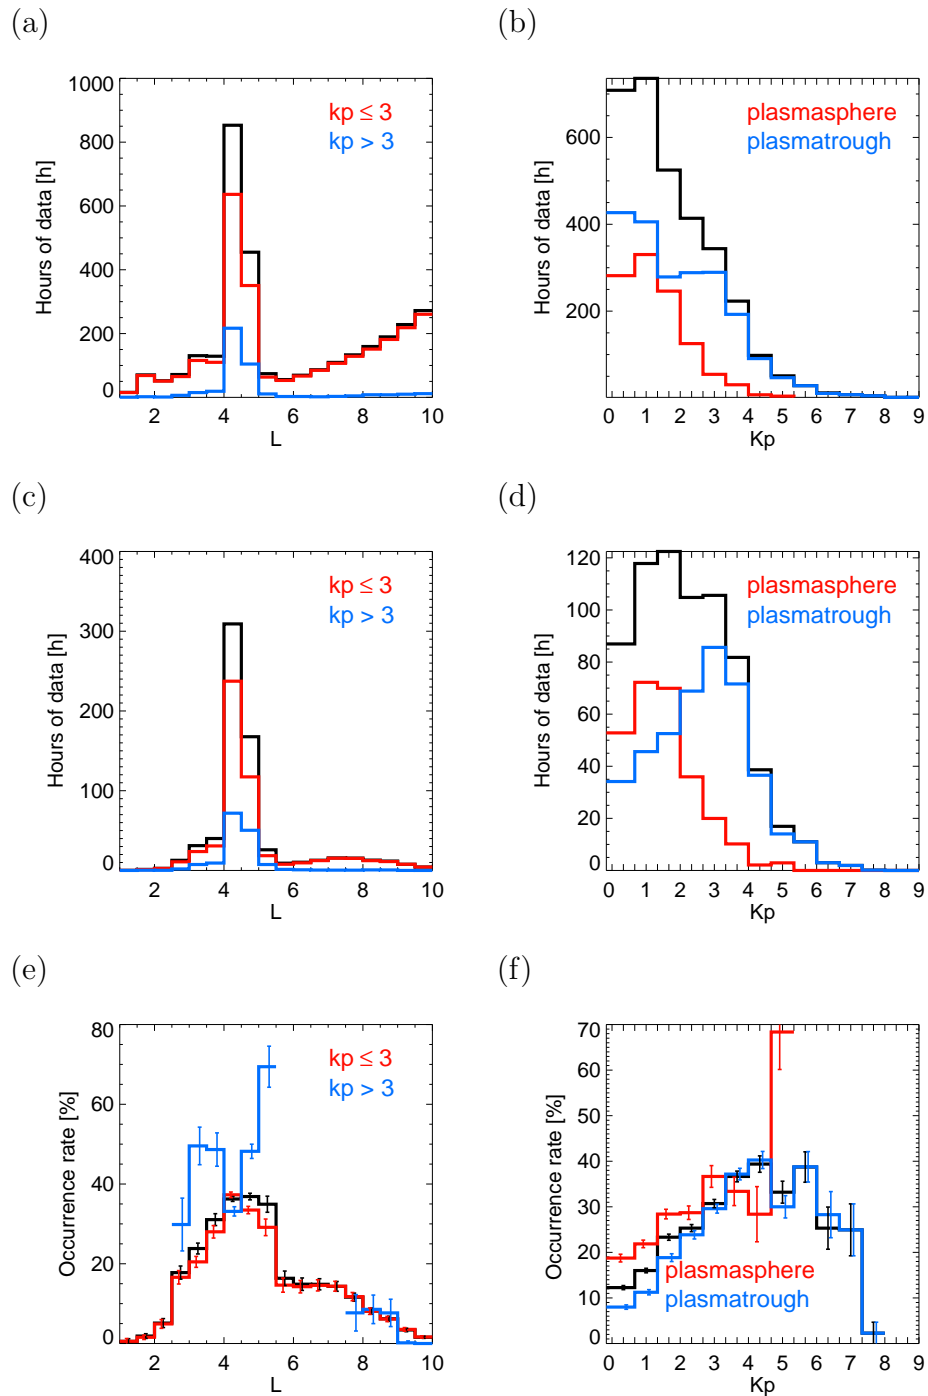 (a)
(b)
1000
800
600
400
200
0
Hours of data [h]
kp ≤ 3
kp > 3
2 4 6 8 10
L
600
400
200
Hours of data [h]
plasmasphere
plasmatrough
0 1 2 3 4 5 6 7 8 9
Kp
(c)
(d)
400
300
200
100
0
Hours of data [h]
kp ≤ 3
kp > 3
2 4 6 8 10
L
120
100
80
60
40
20
0
Hours of data [h]
plasmasphere
plasmatrough
0 1 2 3 4 5 6 7 8 9
Kp
(e)
(f)
80
60
40
20
0
Occurrence rate [%]
kp ≤ 3
kp > 3
2 4 6 8 10
L
70
60
50
40
30
20
10
0
Occurrence rate [%]
plasmasphere
plasmatrough
0 1 2 3 4 5 6 7 8 9
Kp